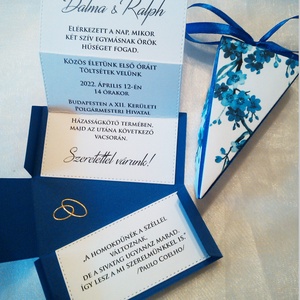 Dalma & Ralph
Elérkezett a nap, mikor
két szív egymásnak örök
hűséget fogad.
Közös életünk első óráit
töltsétek velünk
2022. Április 12-én
14 órakor
Budapesten a XII. kerületi
Polgármesteri Hivatal
Házasságkötő termében,
majd az utána következő
vacsorán.
Szeretettel várunk!
"A homokdűnék a széllel
változnak,
de a sivatag ugyanaz marad.
Így lesz a mi szerelmünkkel is."
/Paulo Coelho/